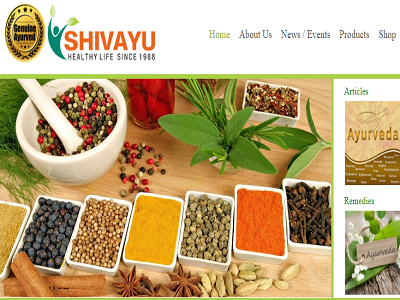 Genuine
Ayurved
SHIVAYU
HEALTHY LIFE SINCE 1988
Home About Us News / Events Products Shop
Articles
Ayurveda
Remedies
Ayurveda